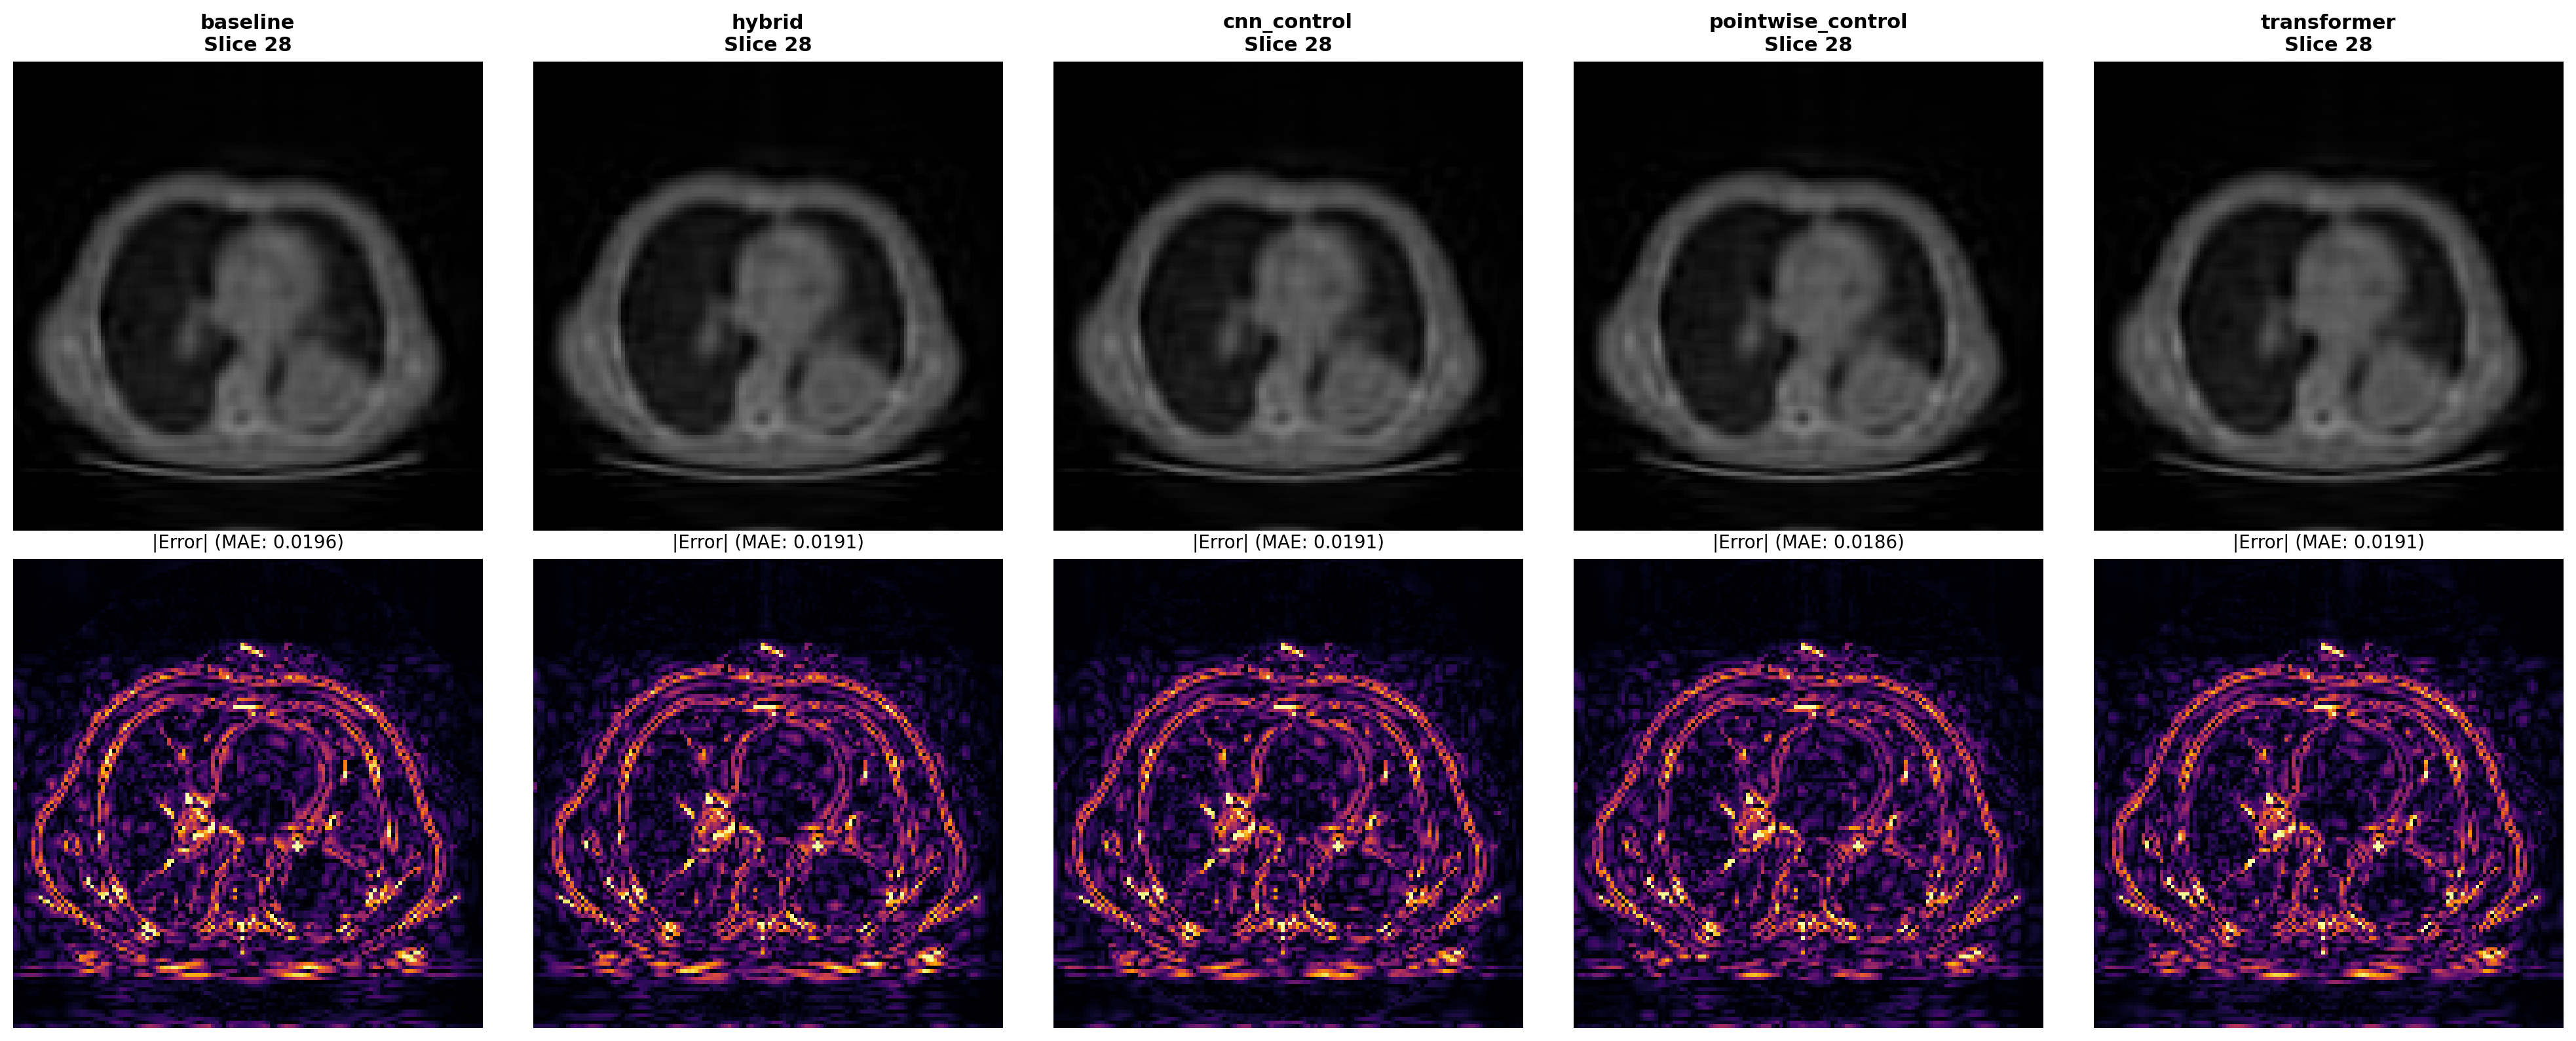 baseline
Slice 28
hybrid
Slice 28
cnn_control
Slice 28
pointwise_control
Slice 28
transformer
Slice 28
|Error| (MAE: 0.0196)
|Error| (MAE: 0.0191)
|Error| (MAE: 0.0191)
|Error| (MAE: 0.0186)
|Error| (MAE: 0.0191)